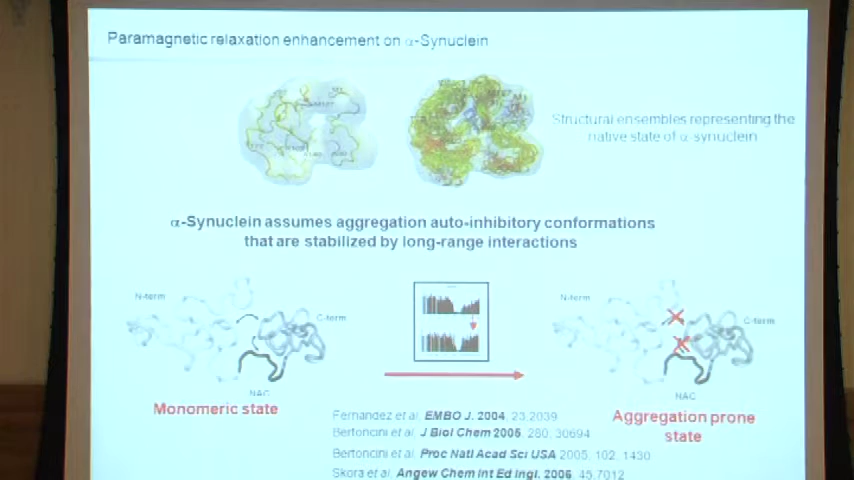 Paramagnetic relaxation enhancement on α-Synuclein
Structural ensembles representing the
native state of α-synuclein
α-Synuclein assumes aggregation auto-inhibitory conformations
that are stabilized by long-range interactions
N-term
C-term
NAC
Monomeric state
N-term
C-term
NAC
Aggregation prone
state
Fernandez et al, EMBO J. 2004, 23,2039
Bertoncini et al, J Biol Chem 2005, 280, 30694
Bertoncini et al, Proc Natl Acad Sci USA 2005, 102, 1430
Skora et al, Angew Chem Int Ed Ingl. 2006, 45,7012